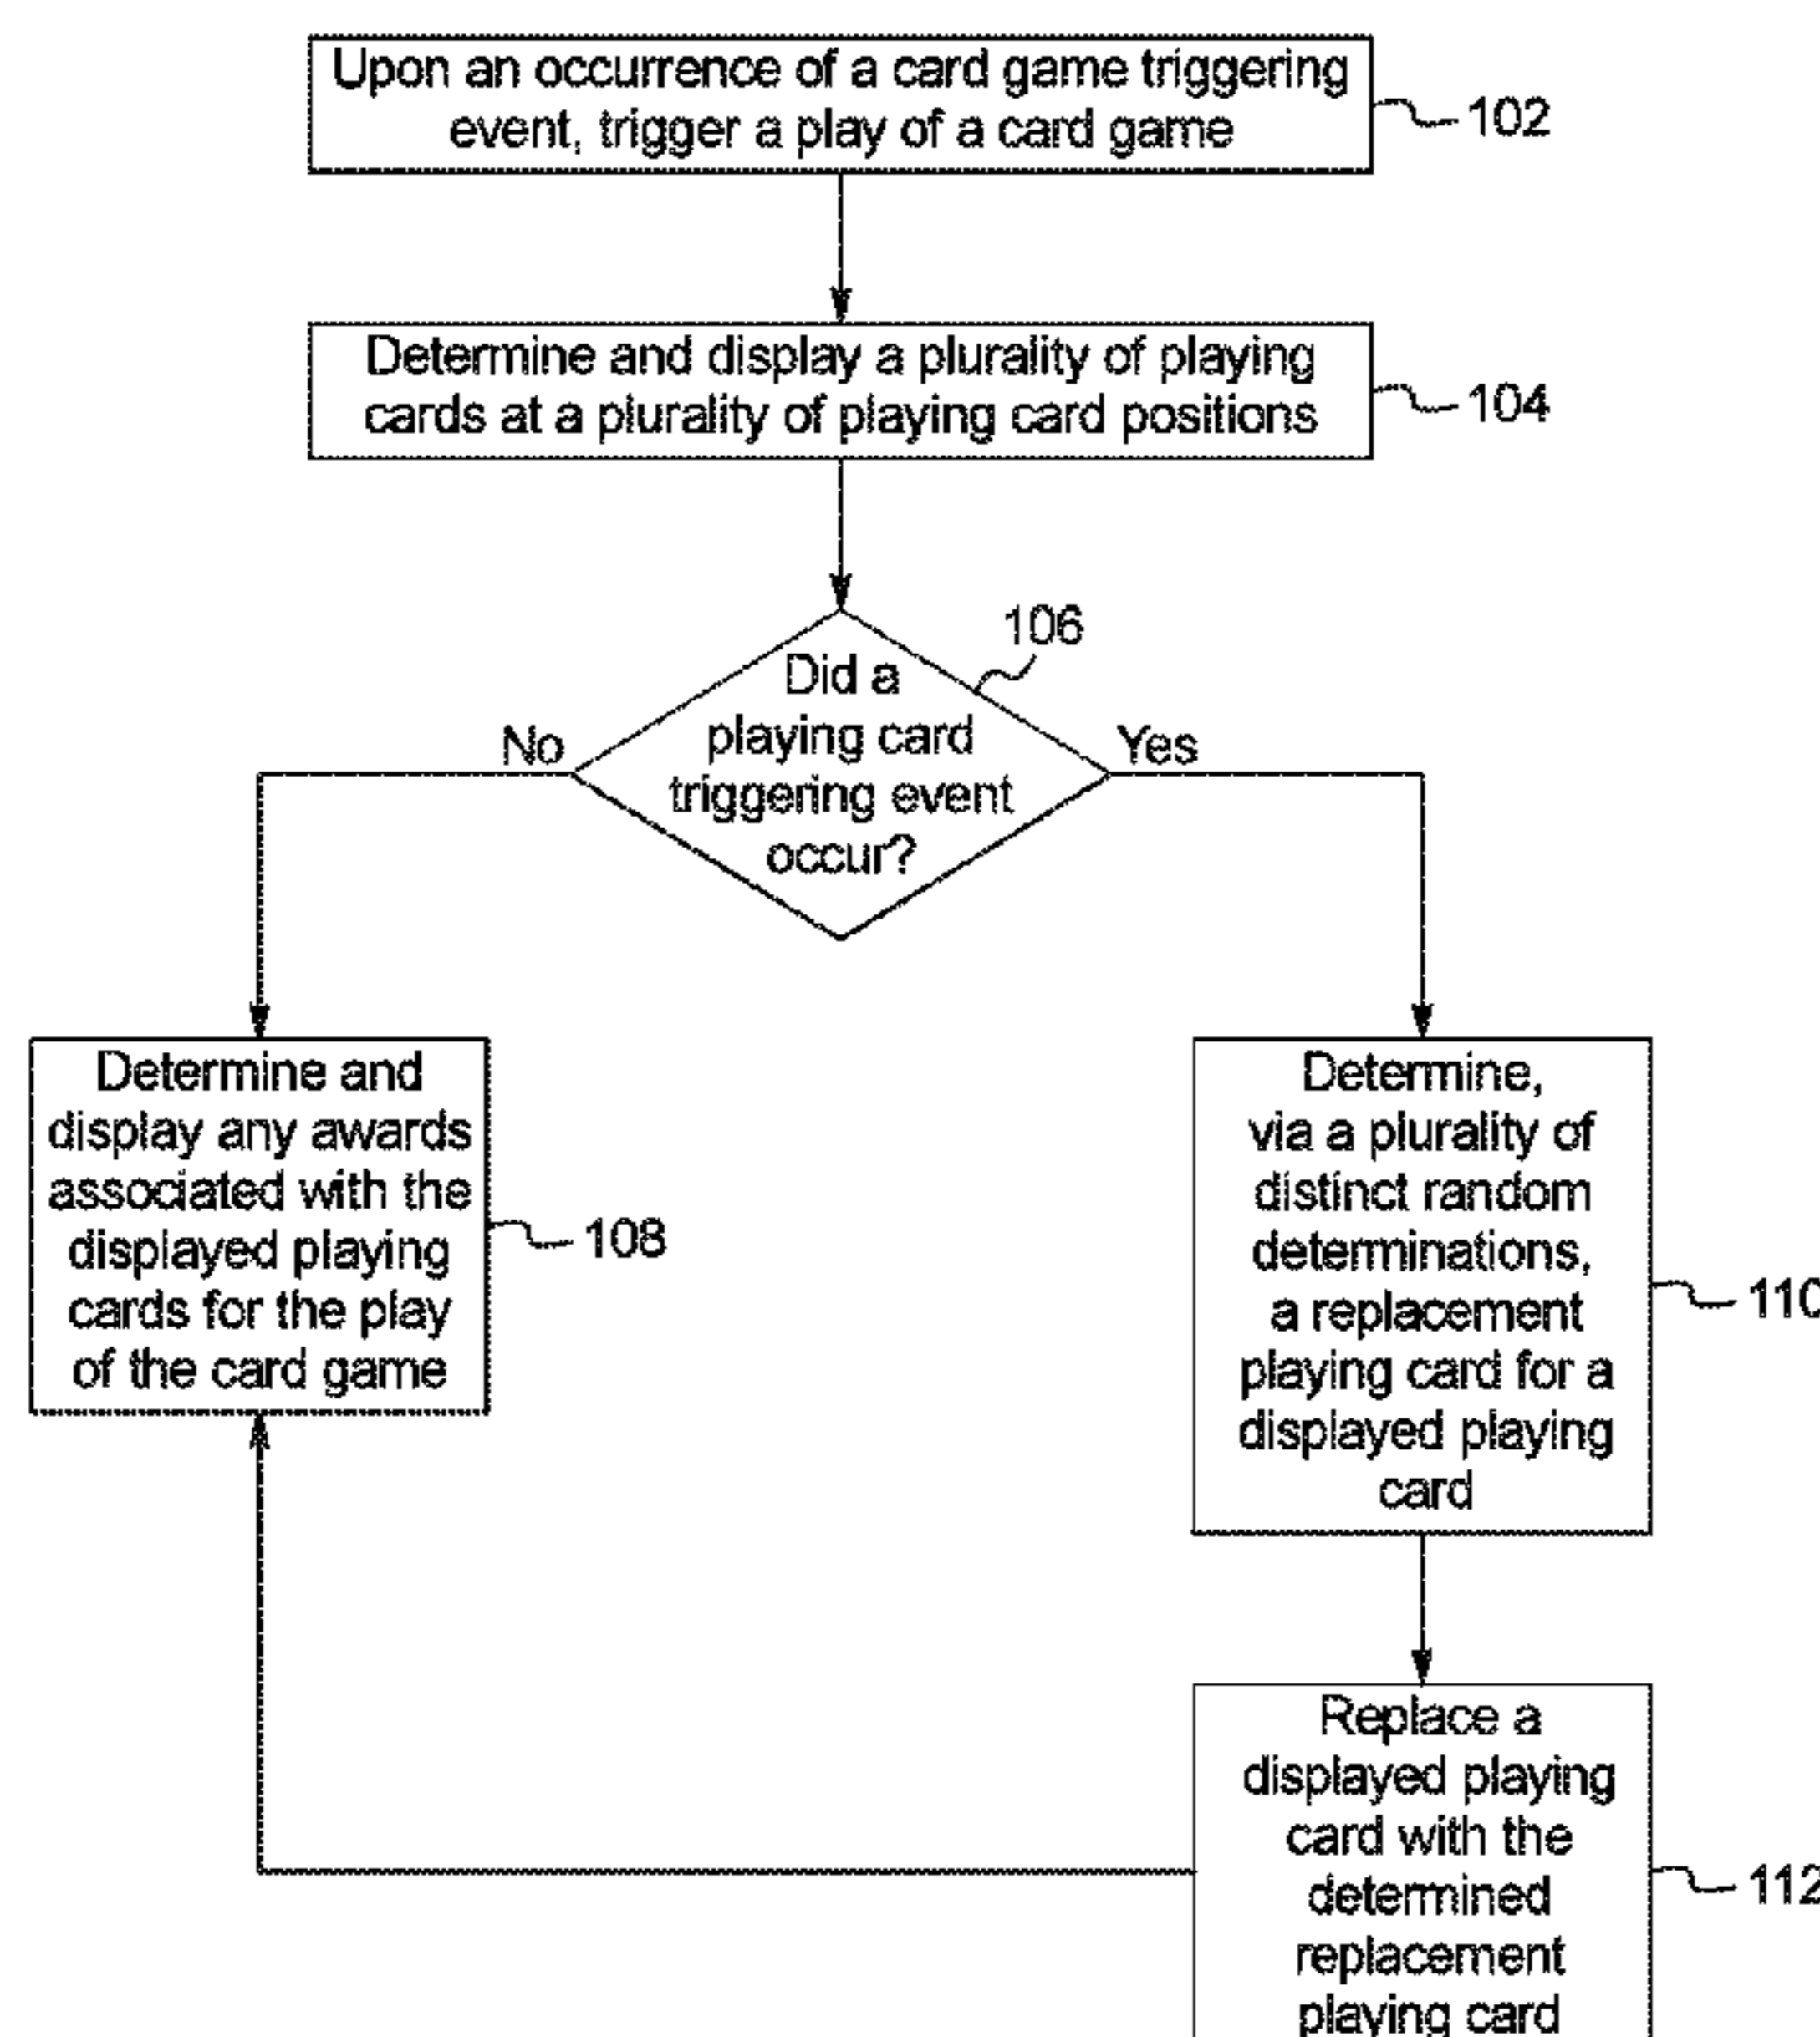 Upon an occurrence of a card game triggering
event, trigger a play of a card game
102
Determine and display a plurality of playing
cards at a plurality of playing card positions
104
106
Did a
playing card
triggering event
occur?
No
Yes
Determine and
display any awards
associated with the
displayed playing
cards for the play
of the card game
108
Determine,
via a plurality of
distinct random
determinations,
a replacement
playing card for a
displayed playing
card
110
Replace a
displayed playing
card with the
determined
replacement
playing card
112